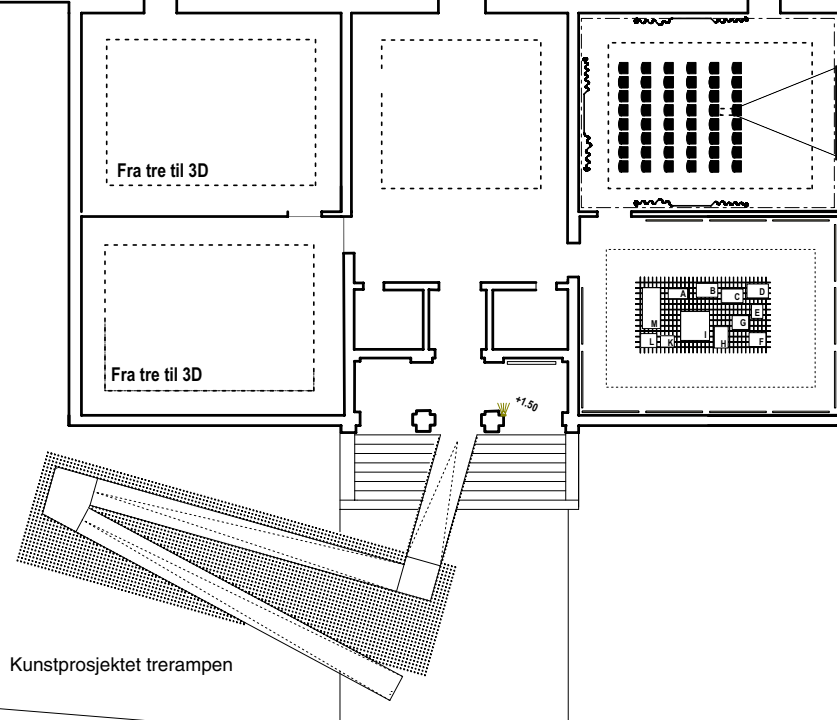 Fra tre til 3D
A
B
C
D
E
M
G
I
L
K
H
F
Fra tre til 3D
+1.50
Kunstprosjektet trerampen